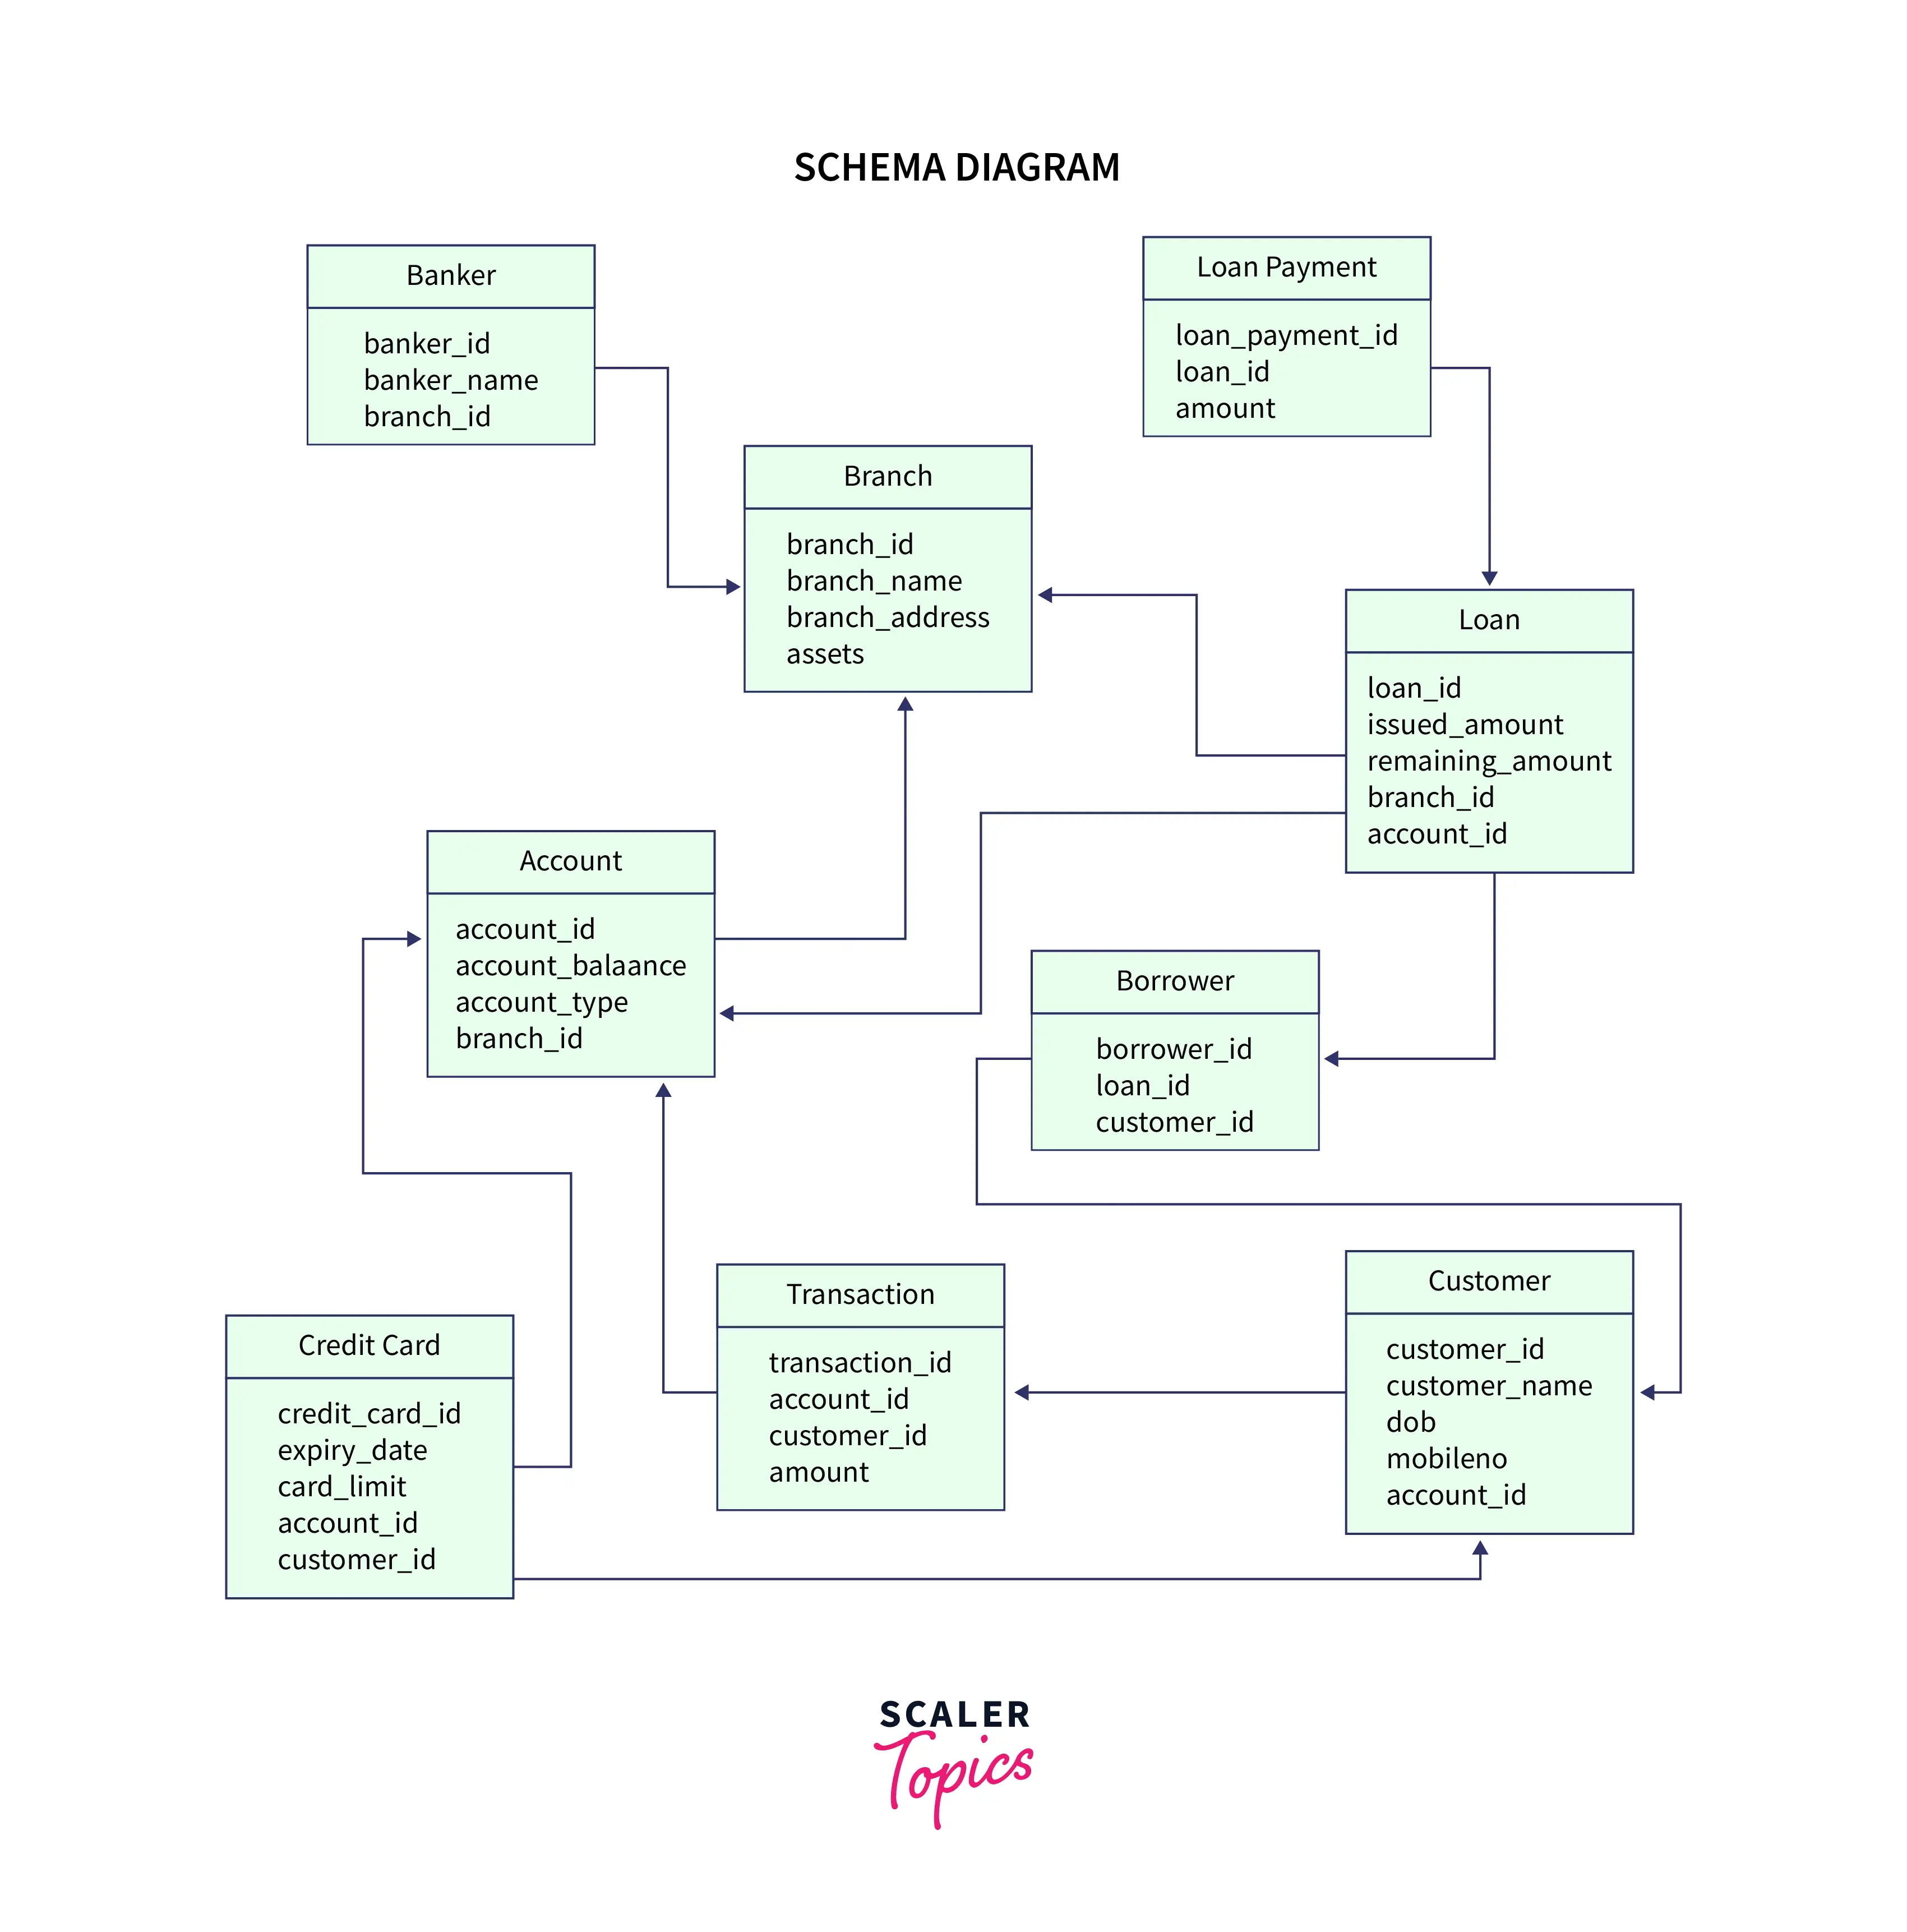 SCHEMA DIAGRAM
Banker
banker_id
banker_name
branch_id
Loan Payment
loan_payment_id
loan_id
amount
Branch
branch_id
branch_name
branch_address
assets
Loan
loan_id
issued_amount
remaining_amount
branch_id
account_id
Account
account_id
account_balaance
account_type
branch_id
Borrower
borrower_id
loan_id
customer_id
Transaction
transaction_id
account_id
customer_id
amount
Customer
customer_id
customer_name
dob
mobileno
account_id
Credit Card
credit_card_id
expiry_date
card_limit
account_id
customer_id
SCALER
Topics